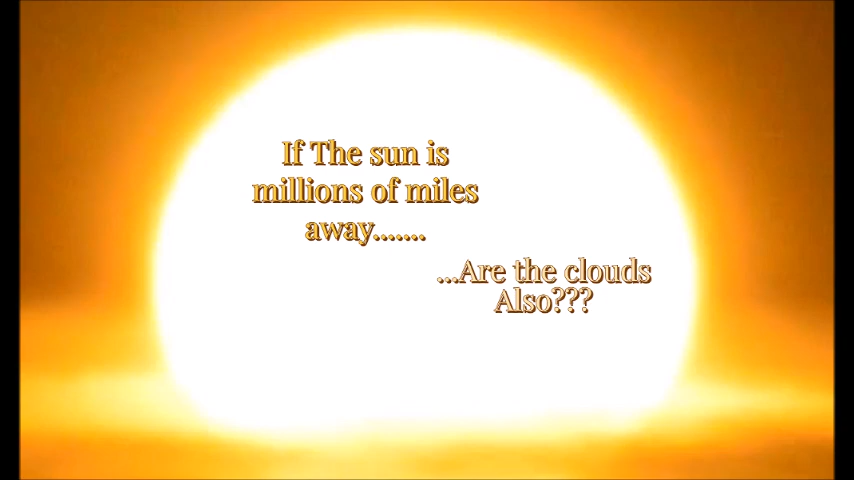 If The sun is
millions of miles
away.......
...Are the clouds
Also???